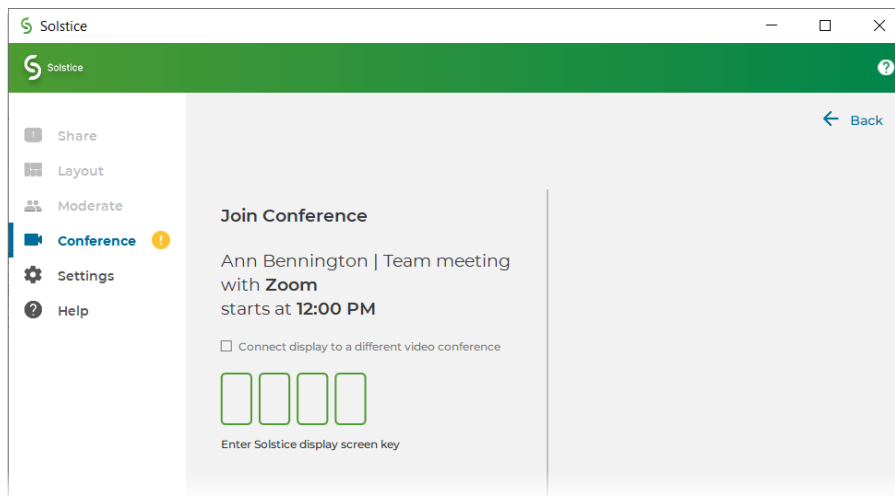 Solstice
Solstice
Share
Layout
Moderate
Conference
Settings
Help
Back
Join Conference
Ann Bennington | Team meeting
with Zoom
starts at 12:00 PM
Connect display to a different video conference
Enter Solstice display screen key